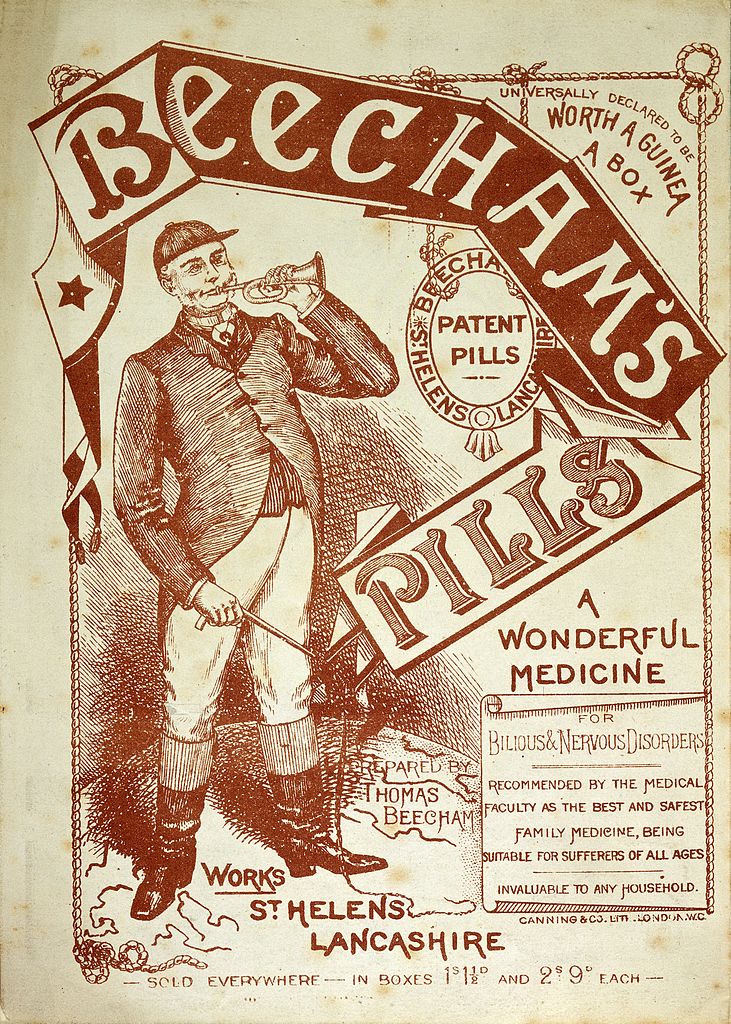 BEECHAM'S
UNIVERSALLY DECLARED TO BE
WORTH A GUINEA
A BOX
BEECHA
PATENT
PILLS
ST HELENS LANCA
PILLS
A
WONDERFUL
MEDICINE
FOR
BILIOUS & NERVOUS DISORDERS
RECOMMENDED BY THE MEDICAL
FACULTY AS THE BEST AND SAFEST
FAMILY MEDICINE, BEING
SUITABLE FOR SUFFERERS OF ALL AGES
INVALUABLE TO ANY HOUSEHOLD.
PREPARED BY
THOMAS
BEECHAM
WORKS
ST HELENS
LANCASHIRE
CANNING & CO. LITH. LONDON. W.C.
— SOLD EVERYWHERE — IN BOXES 1S 1½D AND 2S 9D EACH —